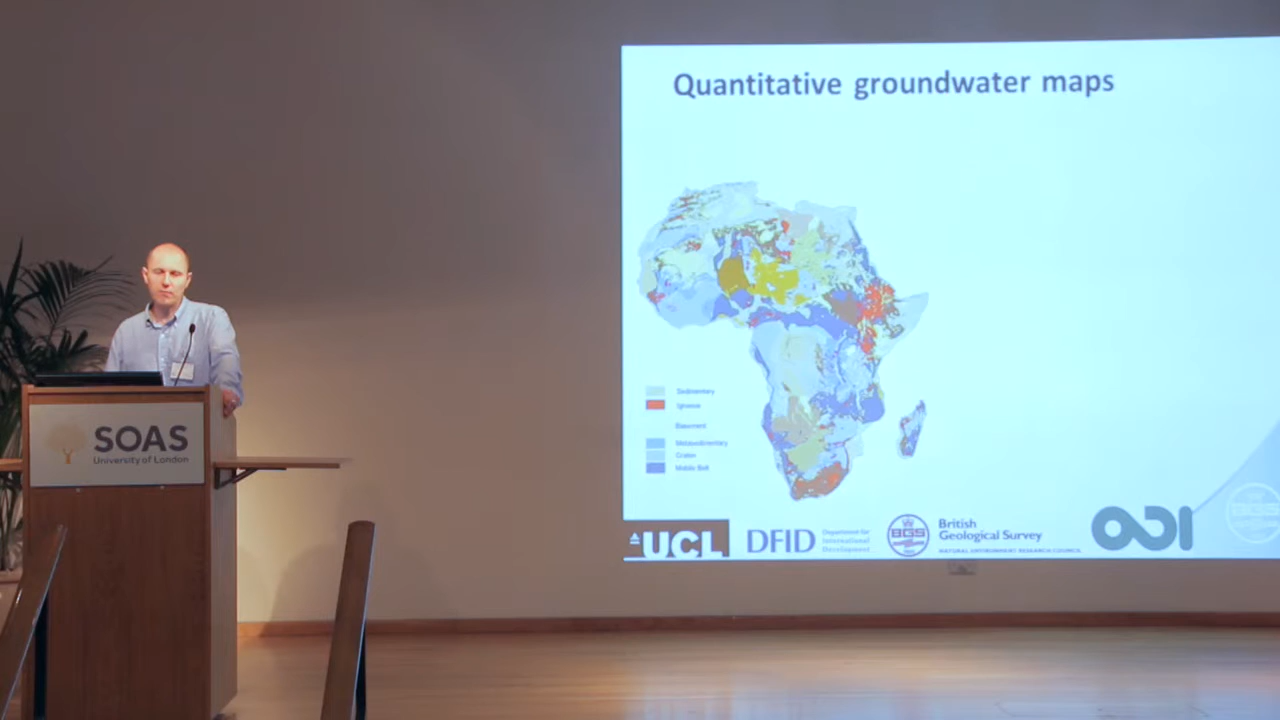 Quantitative groundwater maps
Sedimentary
Igneous
Basement
Metasedimentary
Craton
Mobile Belt
SOAS
University of London
UCL
DFID
Department for
International
Development
BGS
British
Geological Survey
NATURAL ENVIRONMENT RESEARCH COUNCIL
ODI
BGS